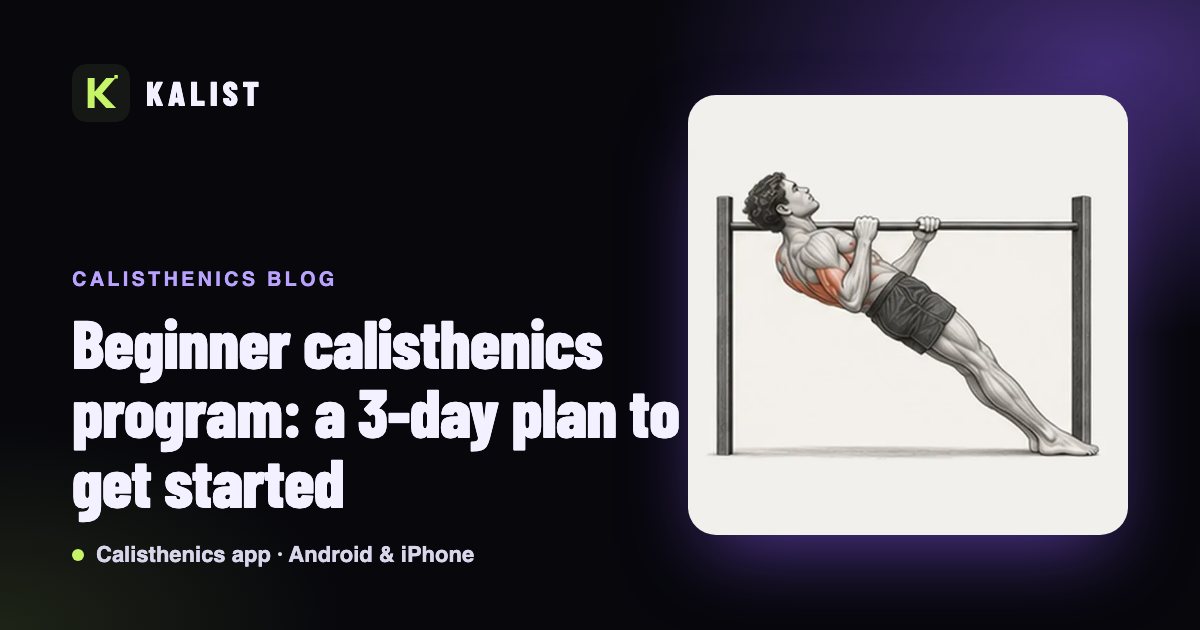 KALIST
CALISTHENICS BLOG
Beginner calisthenics
program: a 3-day plan to
get started
Calisthenics app · Android & iPhone